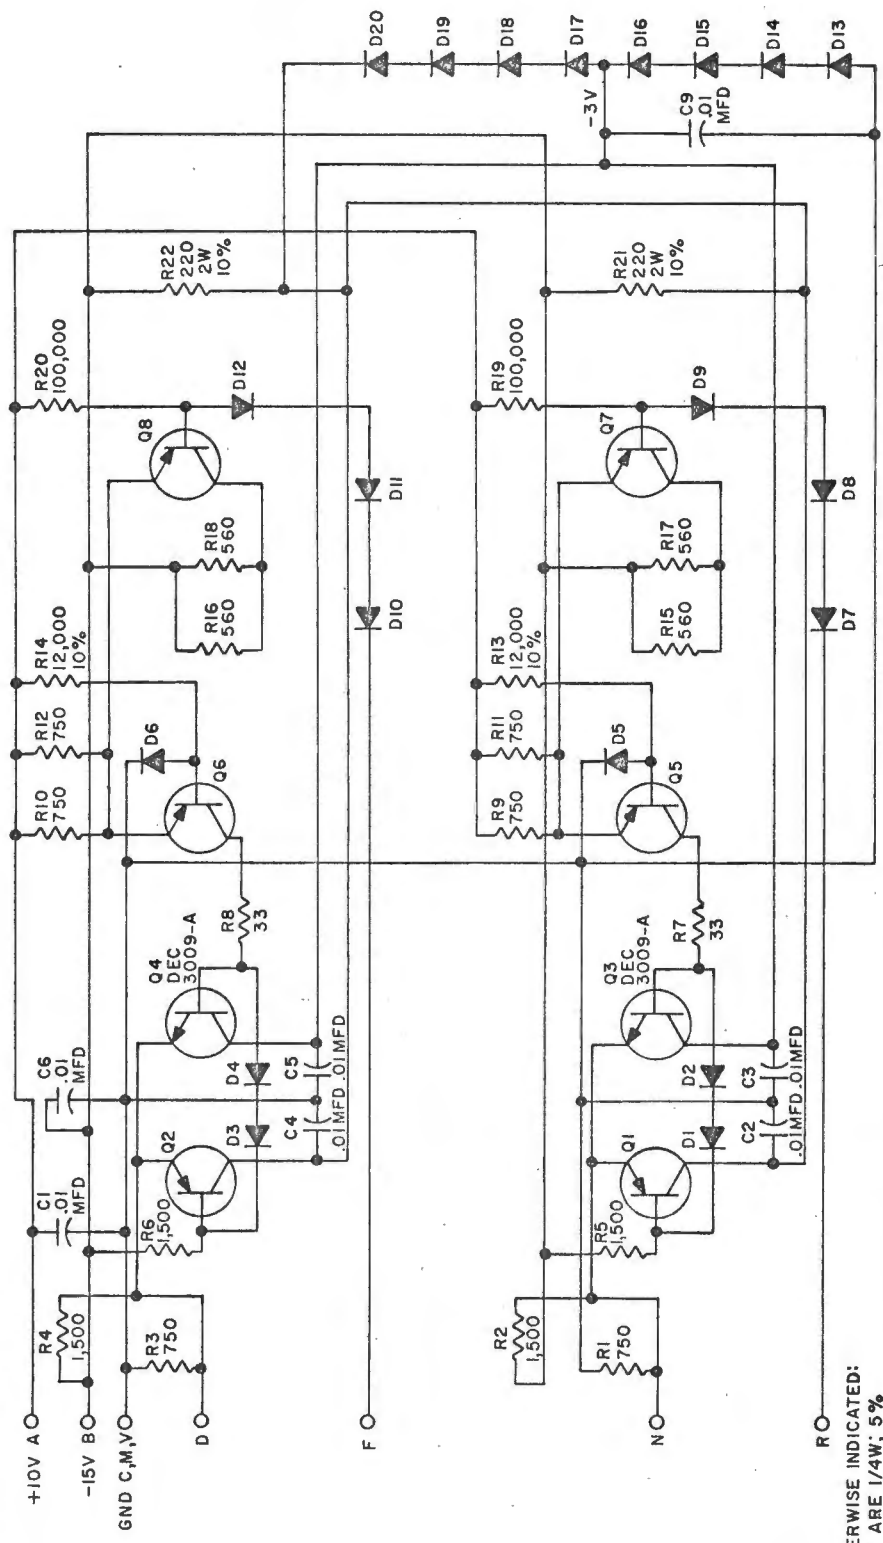 +10V A
-15V B
GND C,M,V
D
F
N
R
R4
1,500
R3
750
C1
.01
MFD
C6
.01
MFD
R6
1,500
Q2
D3
D4
C4
.01MFD
C5
.01MFD
Q4
DEC
3009-A
R8
33
R10
750
R12
750
R14
12,000
10%
D6
Q6
R16
560
R18
560
Q8
R20
100,000
D12
D11
D10
R22
220
2W
10%
D20
D19
D18
D17
-3V
D16
D15
D14
D13
C9
.01
MFD
R2
1,500
R1
750
R5
1,500
Q1
D1
D2
C2
.01MFD
C3
.01MFD
Q3
DEC
3009-A
R7
33
R9
750
R11
750
R13
12,000
10%
D5
Q5
R15
560
R17
560
Q7
R19
100,000
D9
D8
D7
R21
220
2W
10%
ERWISE INDICATED:
ARE 1/4W; 5%